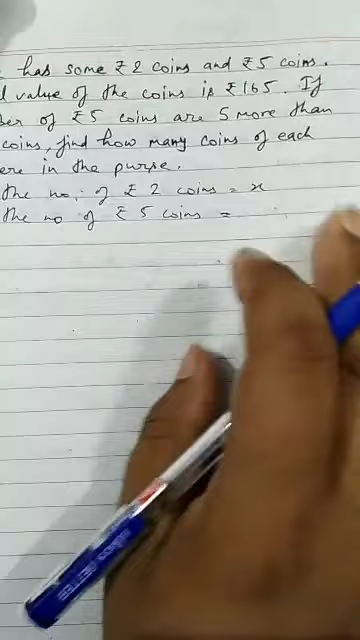 has some ₹2 coins and ₹5 coins.
value of the coins is ₹165. If
of ₹5 coins are 5 more than
coins, find how many coins of each
in the purse.
the no. of ₹ 2 coins = x
the no of ₹ 5 coins =